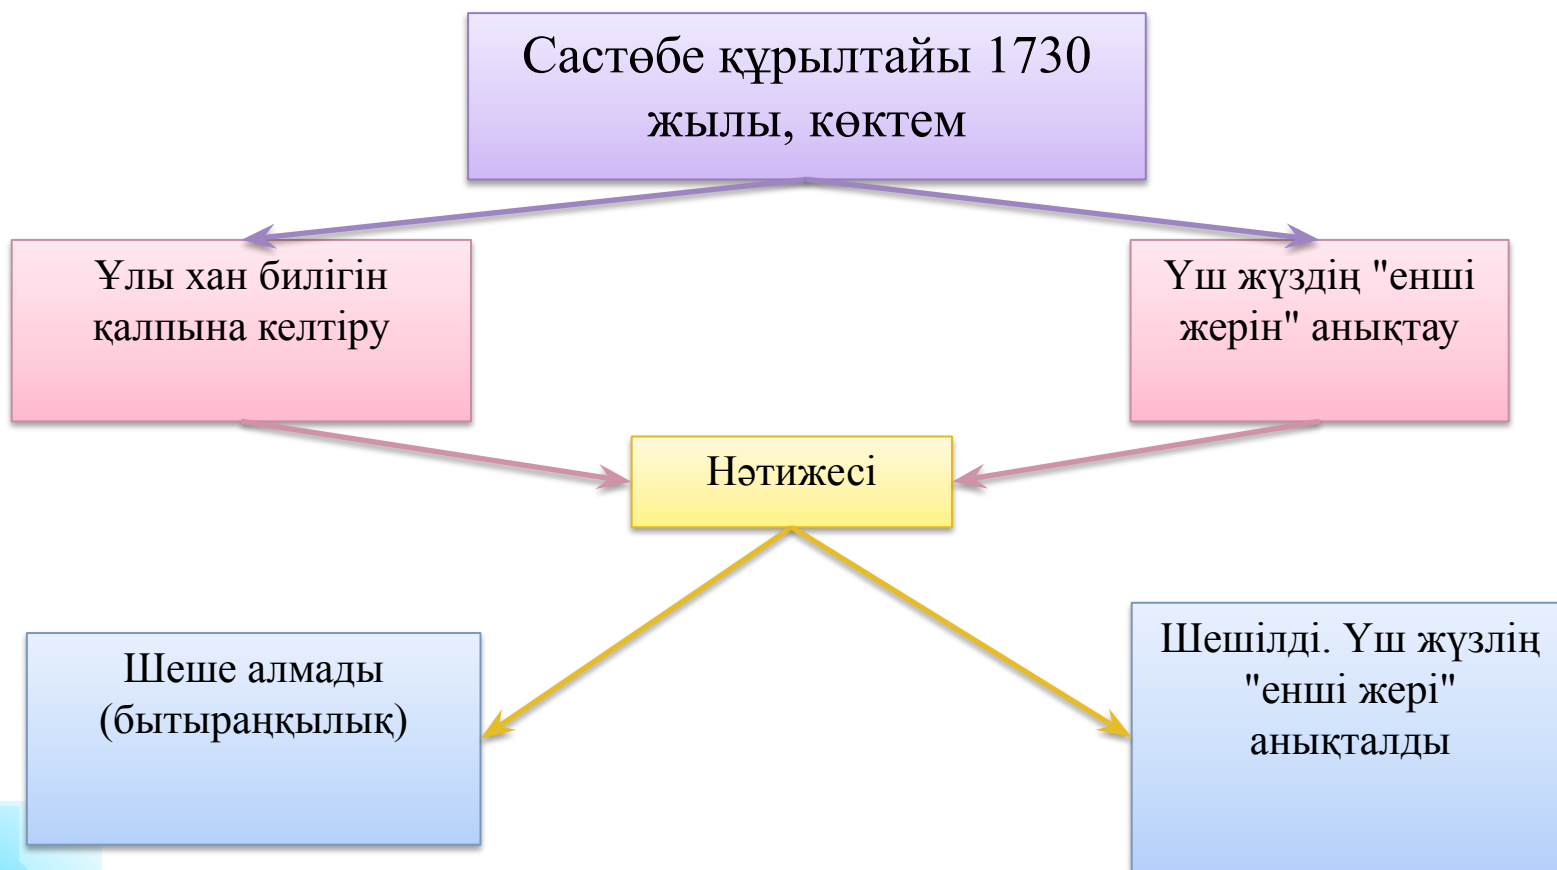 Састөбе құрылтайы 1730
жылы, көктем
Ұлы хан билігін
қалпына келтіру
Үш жүздің "енші
жерін" анықтау
Нәтижесі
Шеше алмады
(бытыраңқылық)
Шешілді. Үш жүзлің
"енші жері"
анықталды